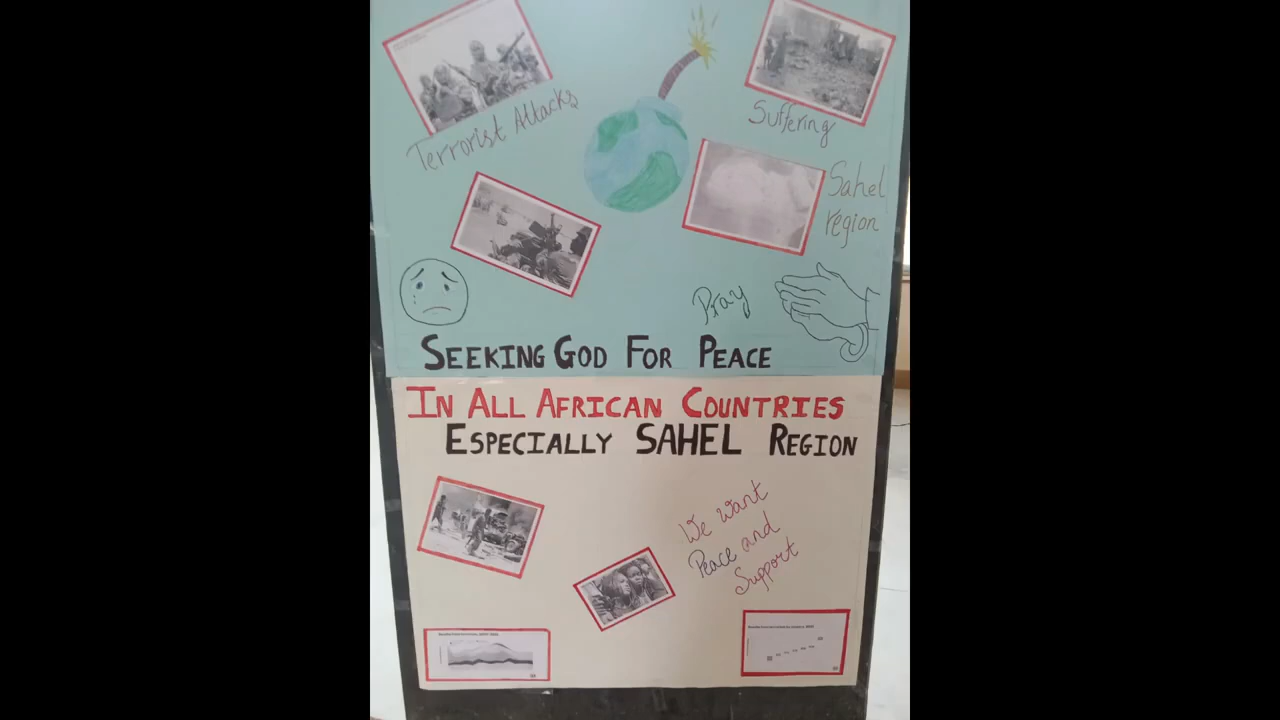 Terrorist Attacks
Suffering
Sahel
region
Pray
SEEKING GOD FOR PEACE
IN ALL AFRICAN COUNTRIES
ESPECIALLY SAHEL REGION
We Want
Peace and
Support